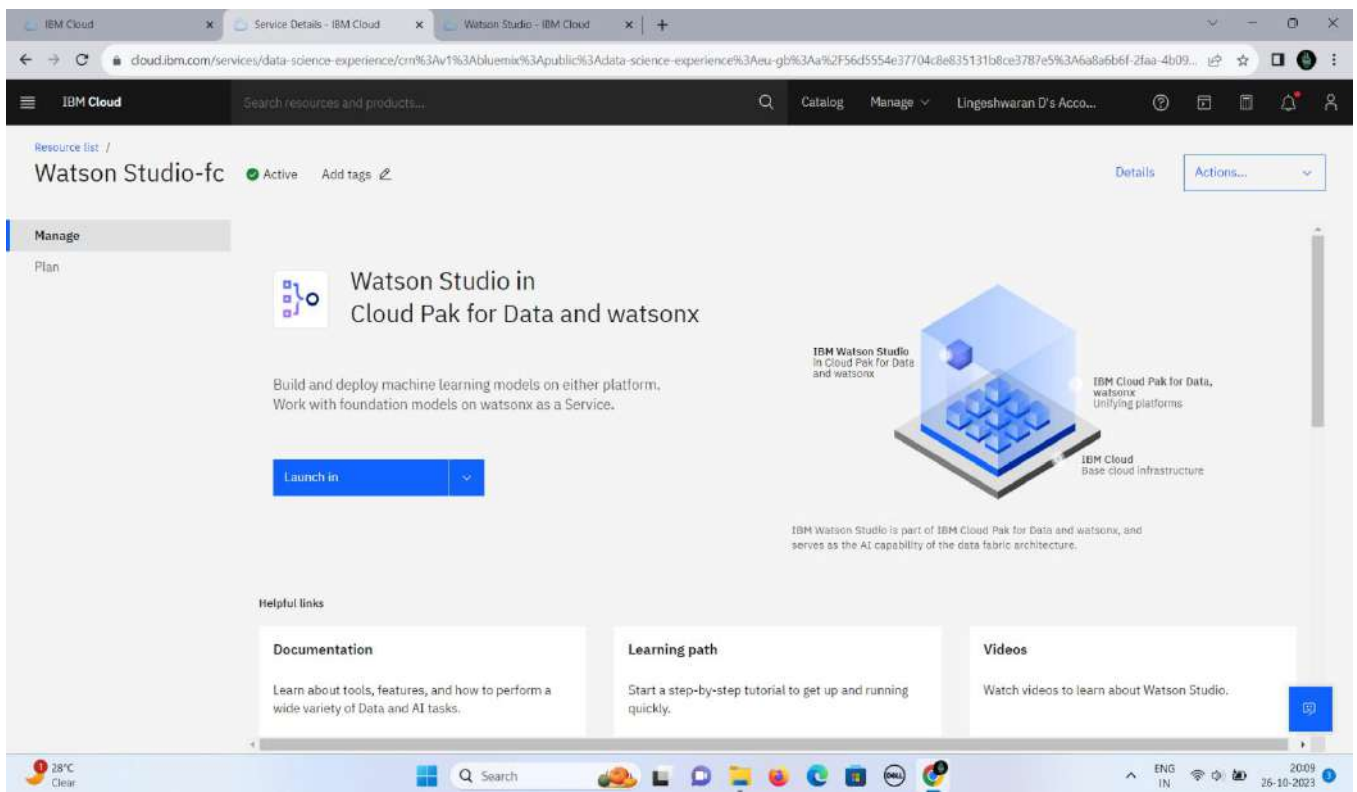 IBM Cloud
Service Details - IBM Cloud
Watson Studio - IBM Cloud
cloud.ibm.com/services/data-science-experience/crn%3Av1%3Abluemix%3Apublic%3Adata-science-experience%3Aeu-gb%3Aa%2F56d5554e37704c8e835131b8ce3787e5%3A6a8a6b6f-2faa-4b09...
IBM Cloud
Search resources and products...
Catalog
Manage
Lingeshwaran D's Acco...
Resource list /
Watson Studio-fc
Active
Add tags
Details
Actions...
Manage
Plan
Watson Studio in
Cloud Pak for Data and watsonx
Build and deploy machine learning models on either platform.
Work with foundation models on watsonx as a Service.
Launch in
IBM Watson Studio
In Cloud Pak for Data
and watsonx
IBM Cloud Pak for Data,
watsonx
Unifying platforms
IBM Cloud
Base cloud infrastructure
IBM Watson Studio is part of IBM Cloud Pak for Data and watsonx, and
serves as the AI capability of the data fabric architecture.
Helpful links
Documentation
Learn about tools, features, and how to perform a
wide variety of Data and AI tasks.
Learning path
Start a step-by-step tutorial to get up and running
quickly.
Videos
Watch videos to learn about Watson Studio.
1
28°C
Clear
Search
DELL
ENG
IN
20:09
26-10-2023
3